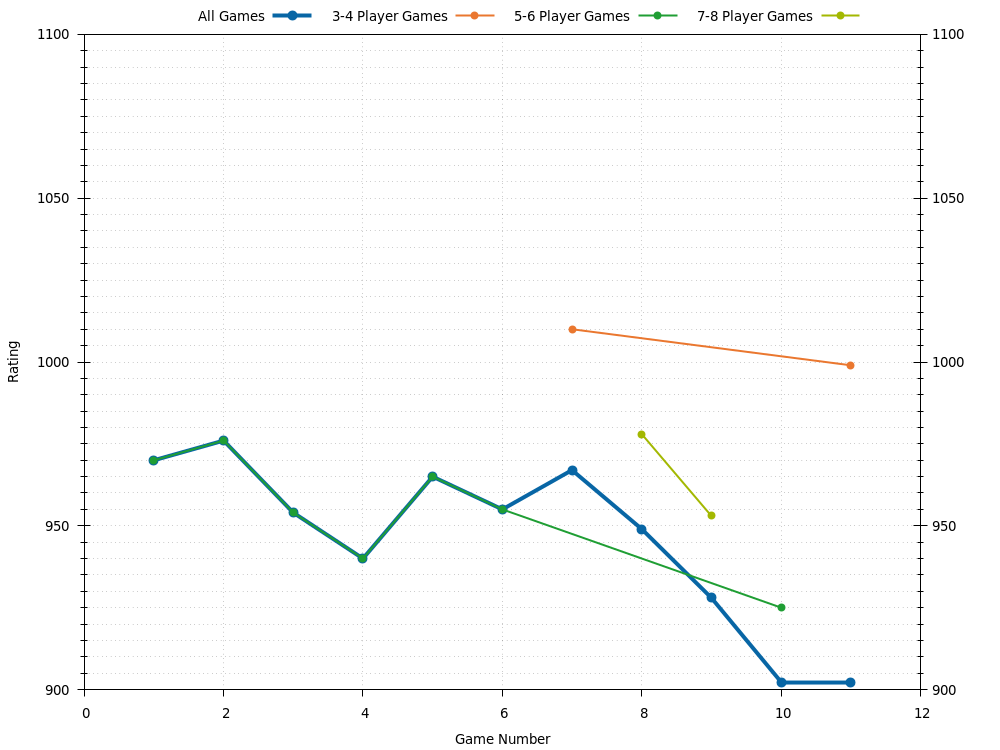 All Games 3-4 Player Games 5-6 Player Games 7-8 Player Games
1100 1100
1050 1050
1000 1000
Rating
950 950
900 900
0 2 4 6 8 10 12
Game Number